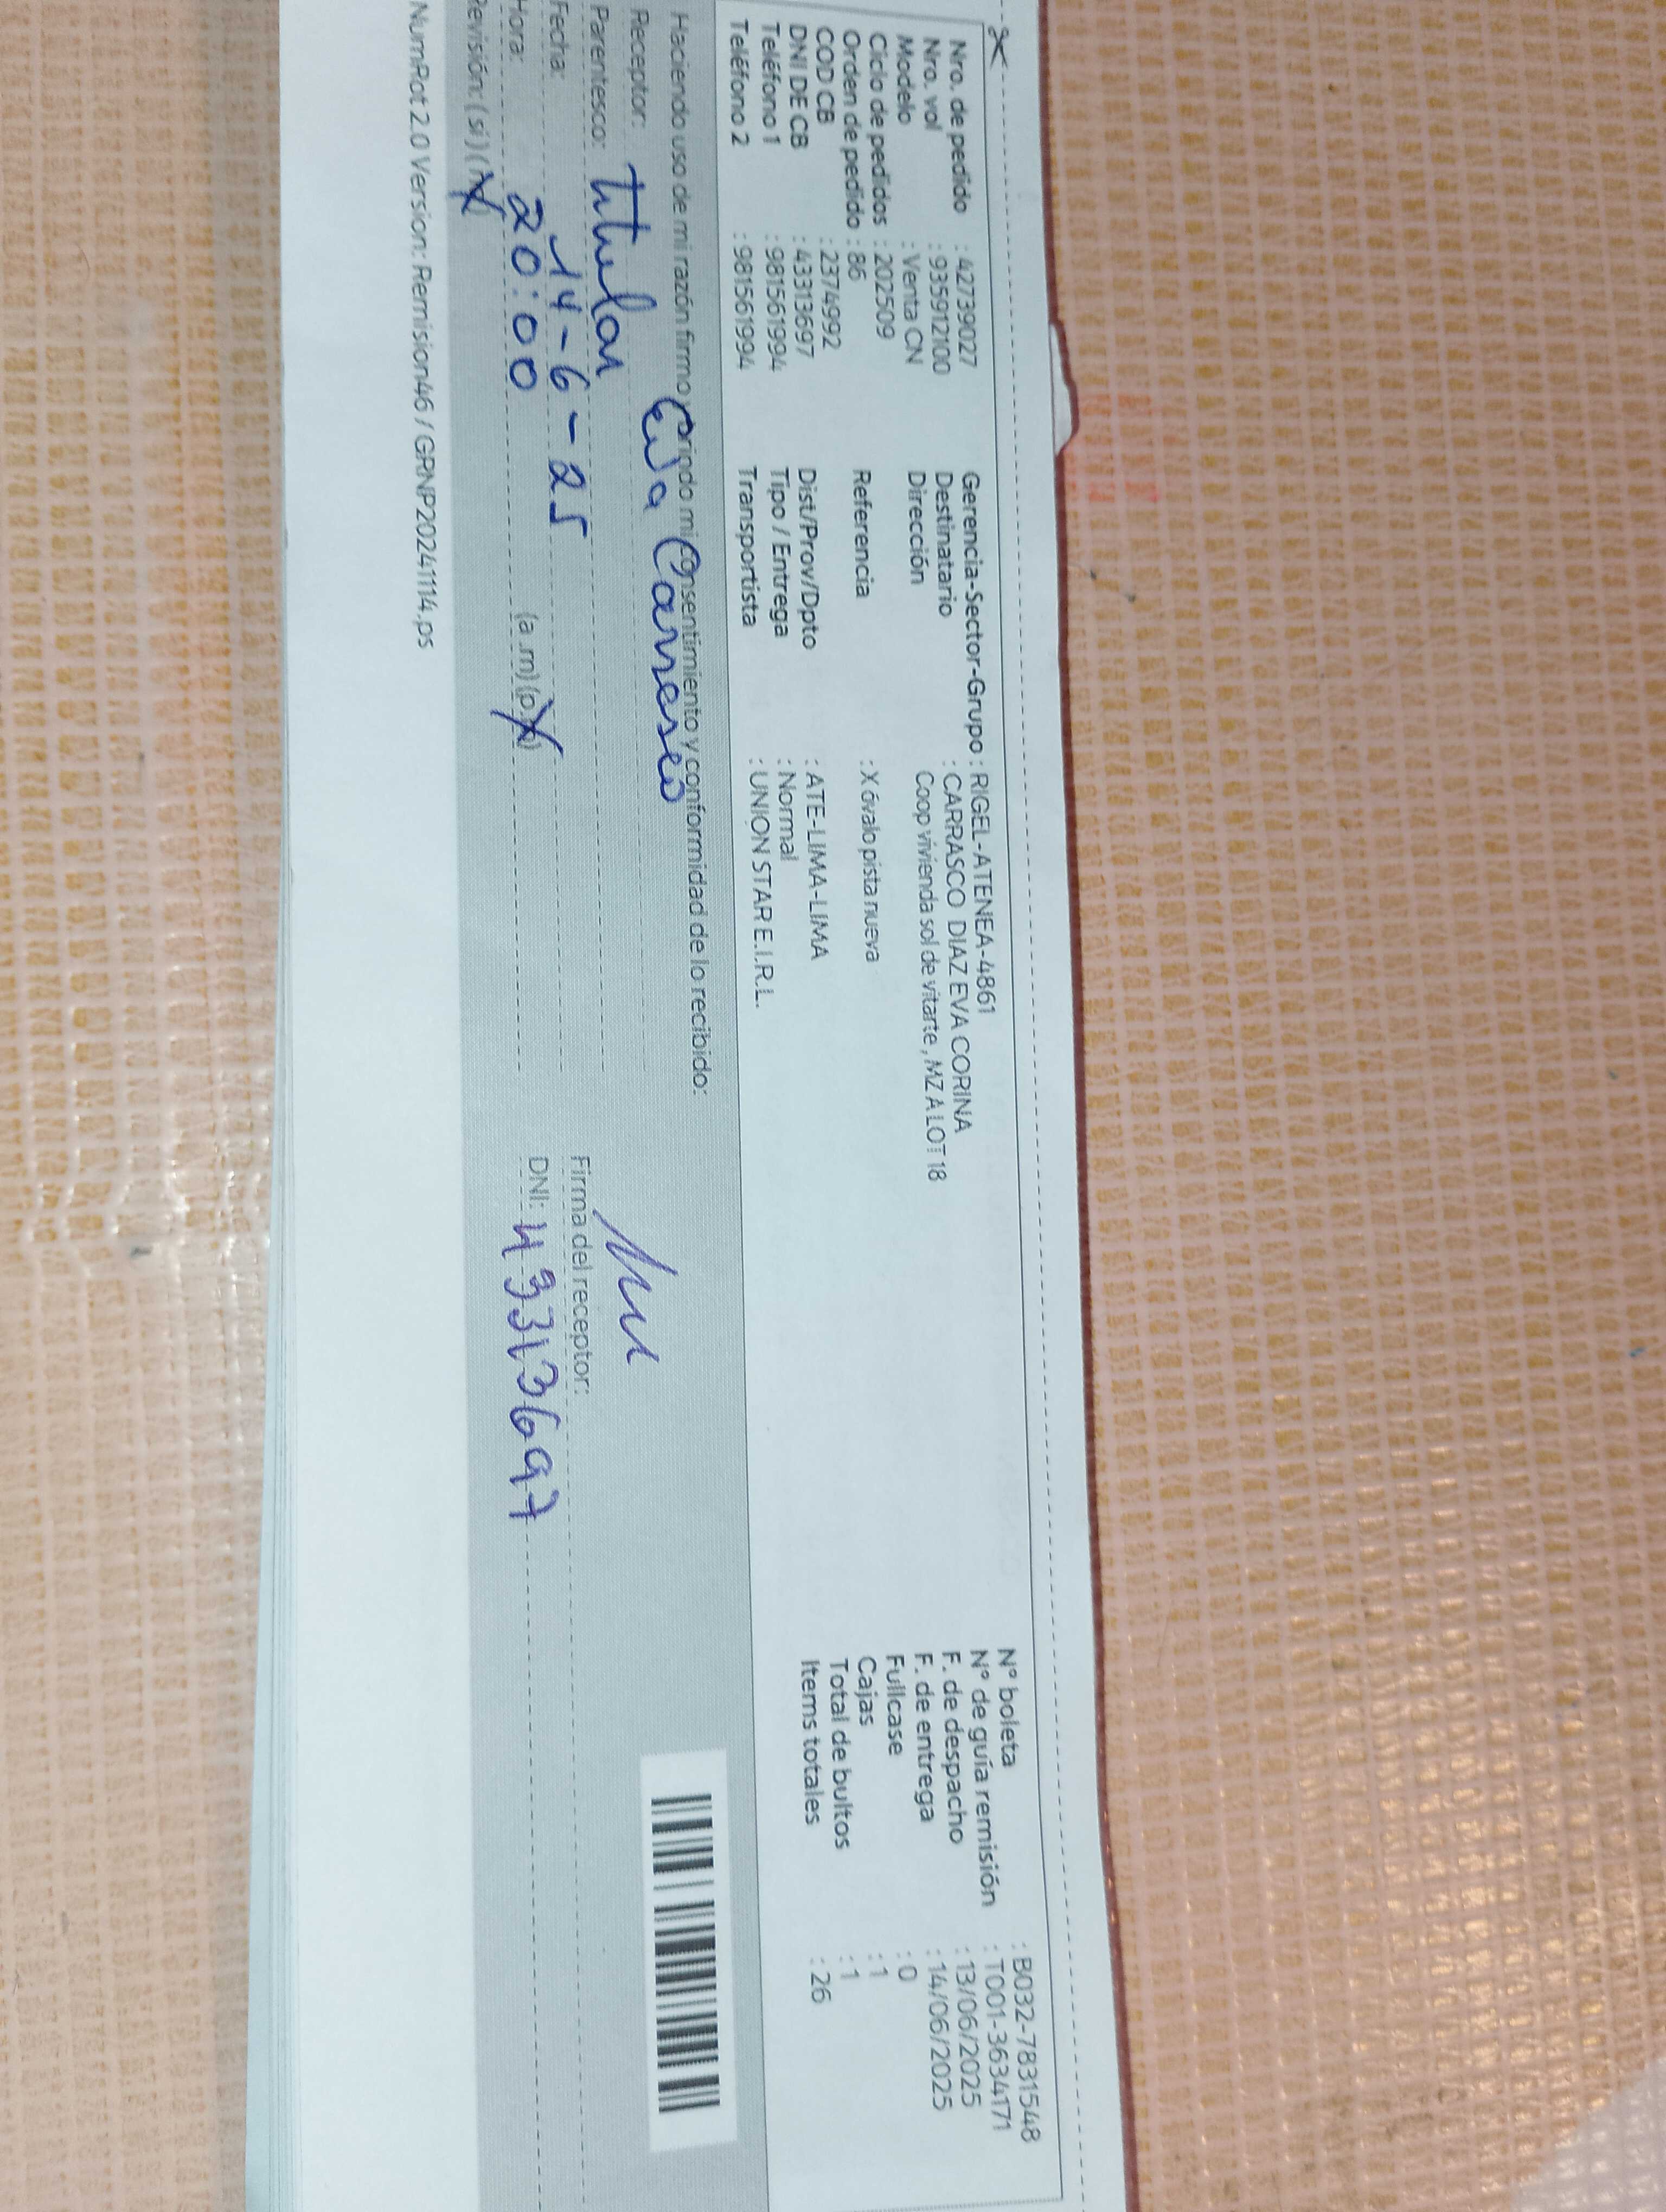 Nro. de pedido : 42739027
Nro. vol : 935912100
Modelo : Venta CN
Ciclo de pedidos : 202509
Orden de pedido : 86
COD CB : 2374992
DNI DE CB : 43313697
Teléfono 1 : 981561994
Teléfono 2 : 981561994
Gerencia-Sector-Grupo : RIGEL-ATENEA-4861
Destinatario : CARRASCO DIAZ EVA CORINA
Dirección Coop vivienda sol de vitarte , MZ A LOT 18
Referencia : X óvalo pista nueva
Dist/Prov/Dpto : ATE-LIMA-LIMA
Tipo / Entrega : Normal
Transportista : UNION STAR E.I.R.L.
N° boleta : B032-7831548
N° de guía remisión : T001-3634171
F. de despacho : 13/06/2025
F. de entrega : 14/06/2025
Fullcase : 0
Cajas : 1
Total de bultos : 1
Items totales : 26
Haciendo uso de mi razón firmo y brindo mi consentimiento y conformidad de lo recibido:
Receptor: Eva
Parentesco: titular
Fecha: 14-6-25
Hora: 20:00 (a .m) (p.m)
Revisión: ( si ) ( X
Firma del receptor:
DNI: 43313697
NumRot 2.0 Version: Remision46 / GRNP20241114.ps